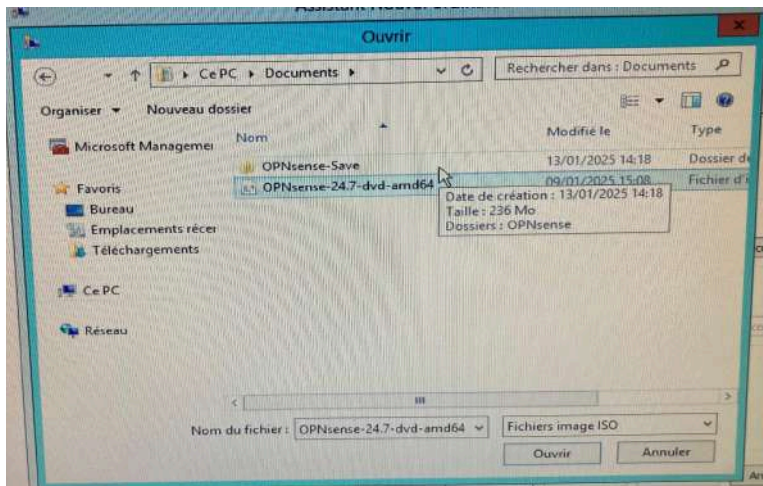 Ouvrir
Ce PC Documents
Rechercher dans : Documents
Organiser Nouveau dossier
Microsoft Managemei
Nom Modifié le Type
OPNsense-Save 13/01/2025 14:18 Dossier de
OPNsense-24.7-dvd-amd64 09/01/2025 15:08 Fichier d'i
Date de création : 13/01/2025 14:18
Taille : 236 Mo
Dossiers : OPNsense
Favoris
Bureau
Emplacements récer
Téléchargements
Ce PC
Réseau
Nom du fichier : OPNsense-24.7-dvd-amd64 Fichiers image ISO
Ouvrir Annuler